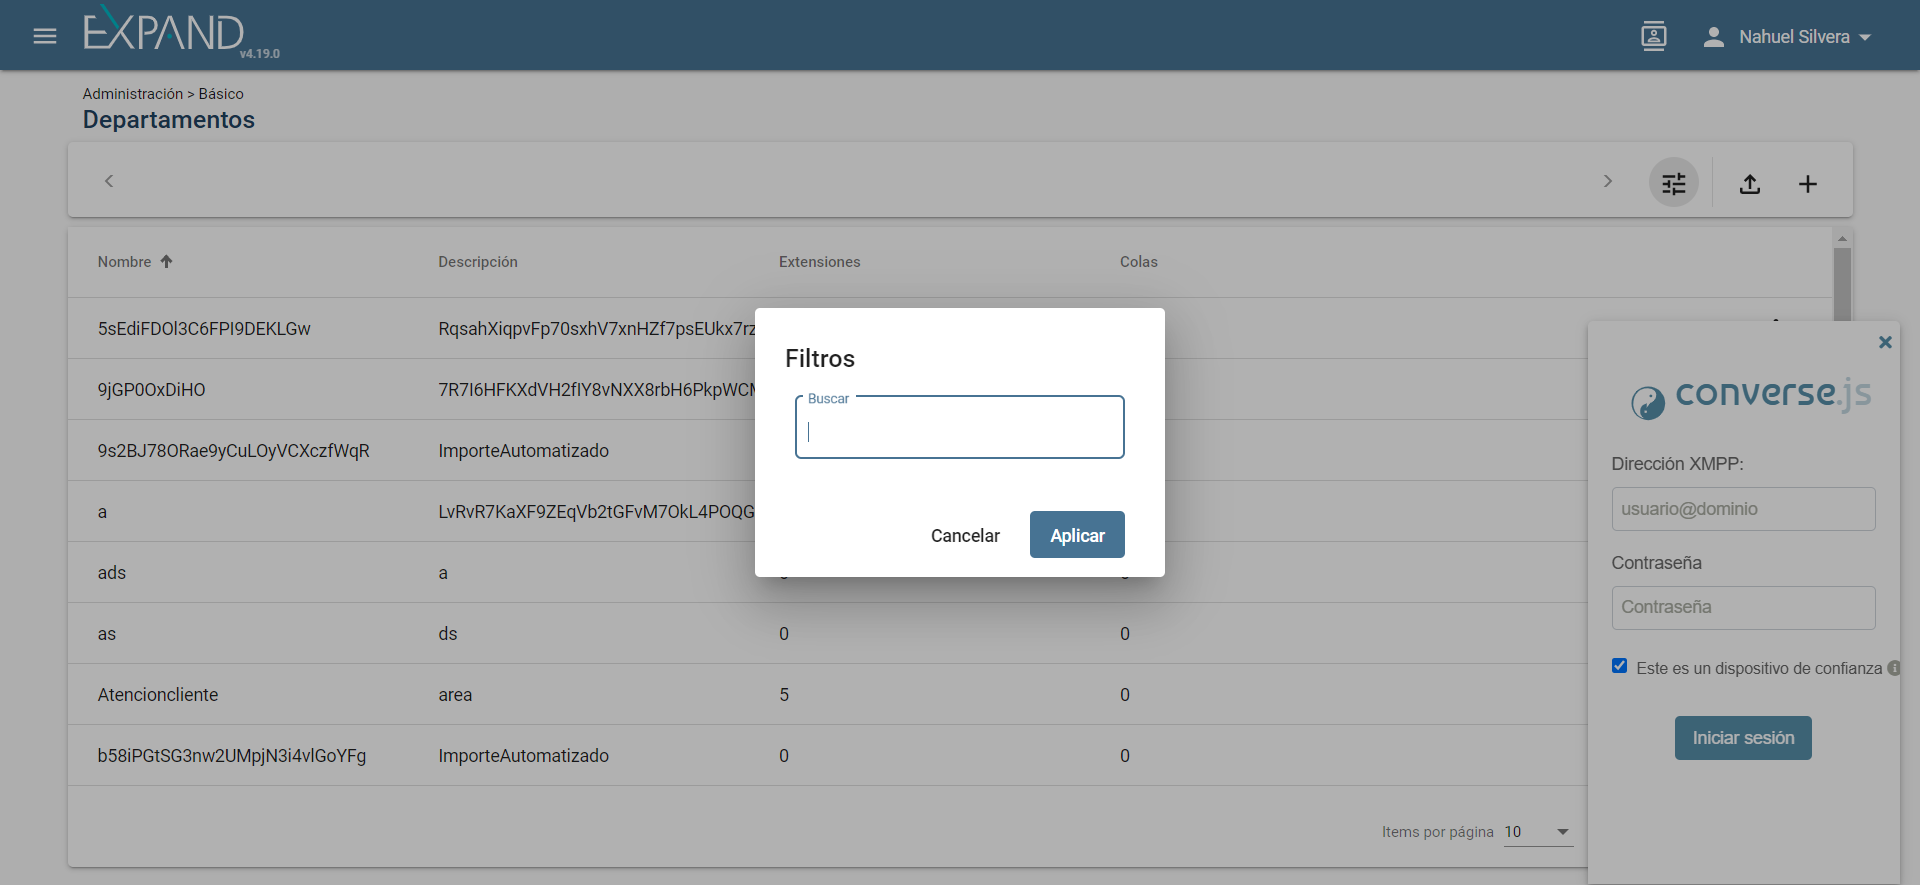 EXPAND
v4.19.0
Nahuel Silvera
Administración > Básico
Departamentos
Nombre Descripción Extensiones Colas
5sEdiFDOl3C6FPI9DEKLGw RqsahXiqpvFp70sxhV7xnHZf7psEUkx7rz
9jGP0OxDiHO 7R7I6HFKXdVH2fIY8vNXX8rbH6PkpWCM
9s2BJ78ORae9yCuLOyVCXczfWqR ImporteAutomatizado
a LvRvR7KaXF9ZEqVb2tGFvM7OkL4POQG
ads a
as ds 0 0
Atencioncliente area 5 0
b58iPGtSG3nw2UMpjN3i4vlGoYFg ImporteAutomatizado 0 0
Items por página 10
Filtros
Buscar
Cancelar Aplicar
converse.js
Dirección XMPP:
usuario@dominio
Contraseña
Contraseña
Este es un dispositivo de confianza
Iniciar sesión